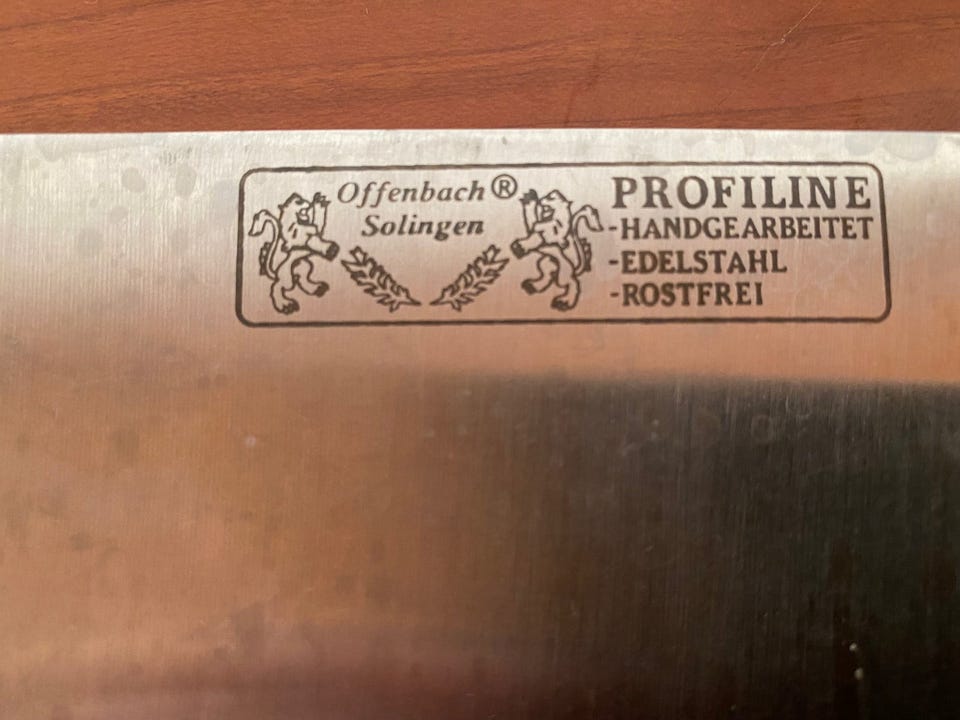 Offenbach®
Solingen
PROFILINE
-HANDGEARBEITET
-EDELSTAHL
-ROSTFREI